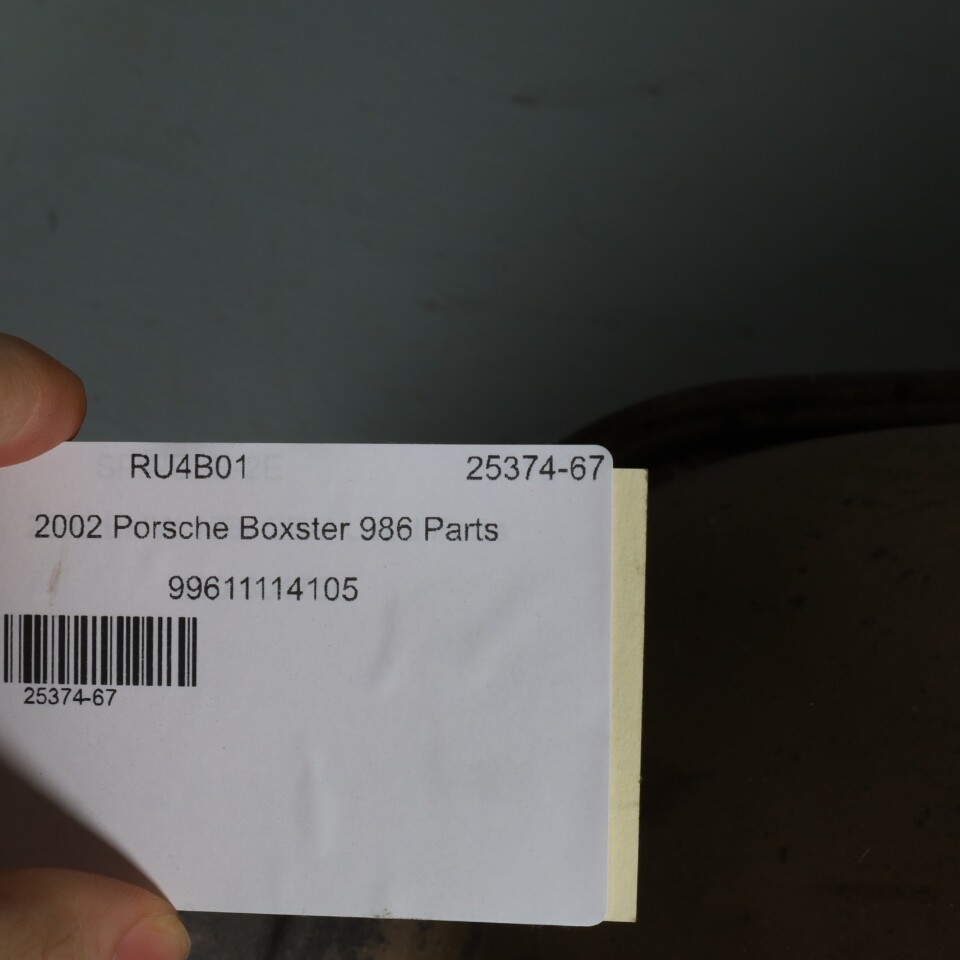 RU4B01 25374-67
2002 Porsche Boxster 986 Parts
99611114105
25374-67